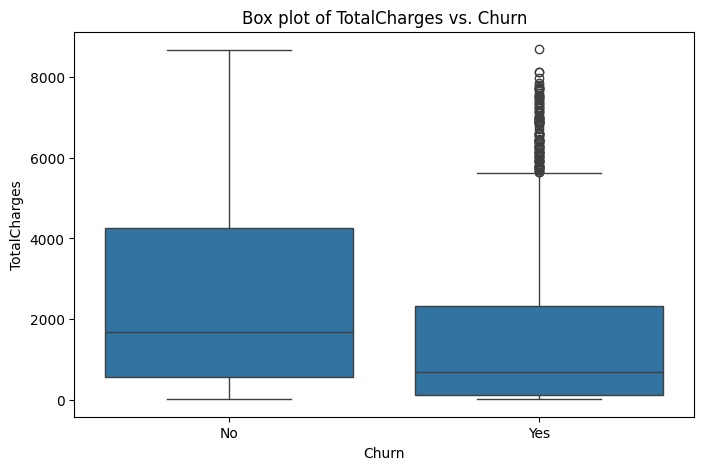 Box plot of TotalCharges vs. Churn
8000
6000
4000
2000
0
TotalCharges
No
Yes
Churn